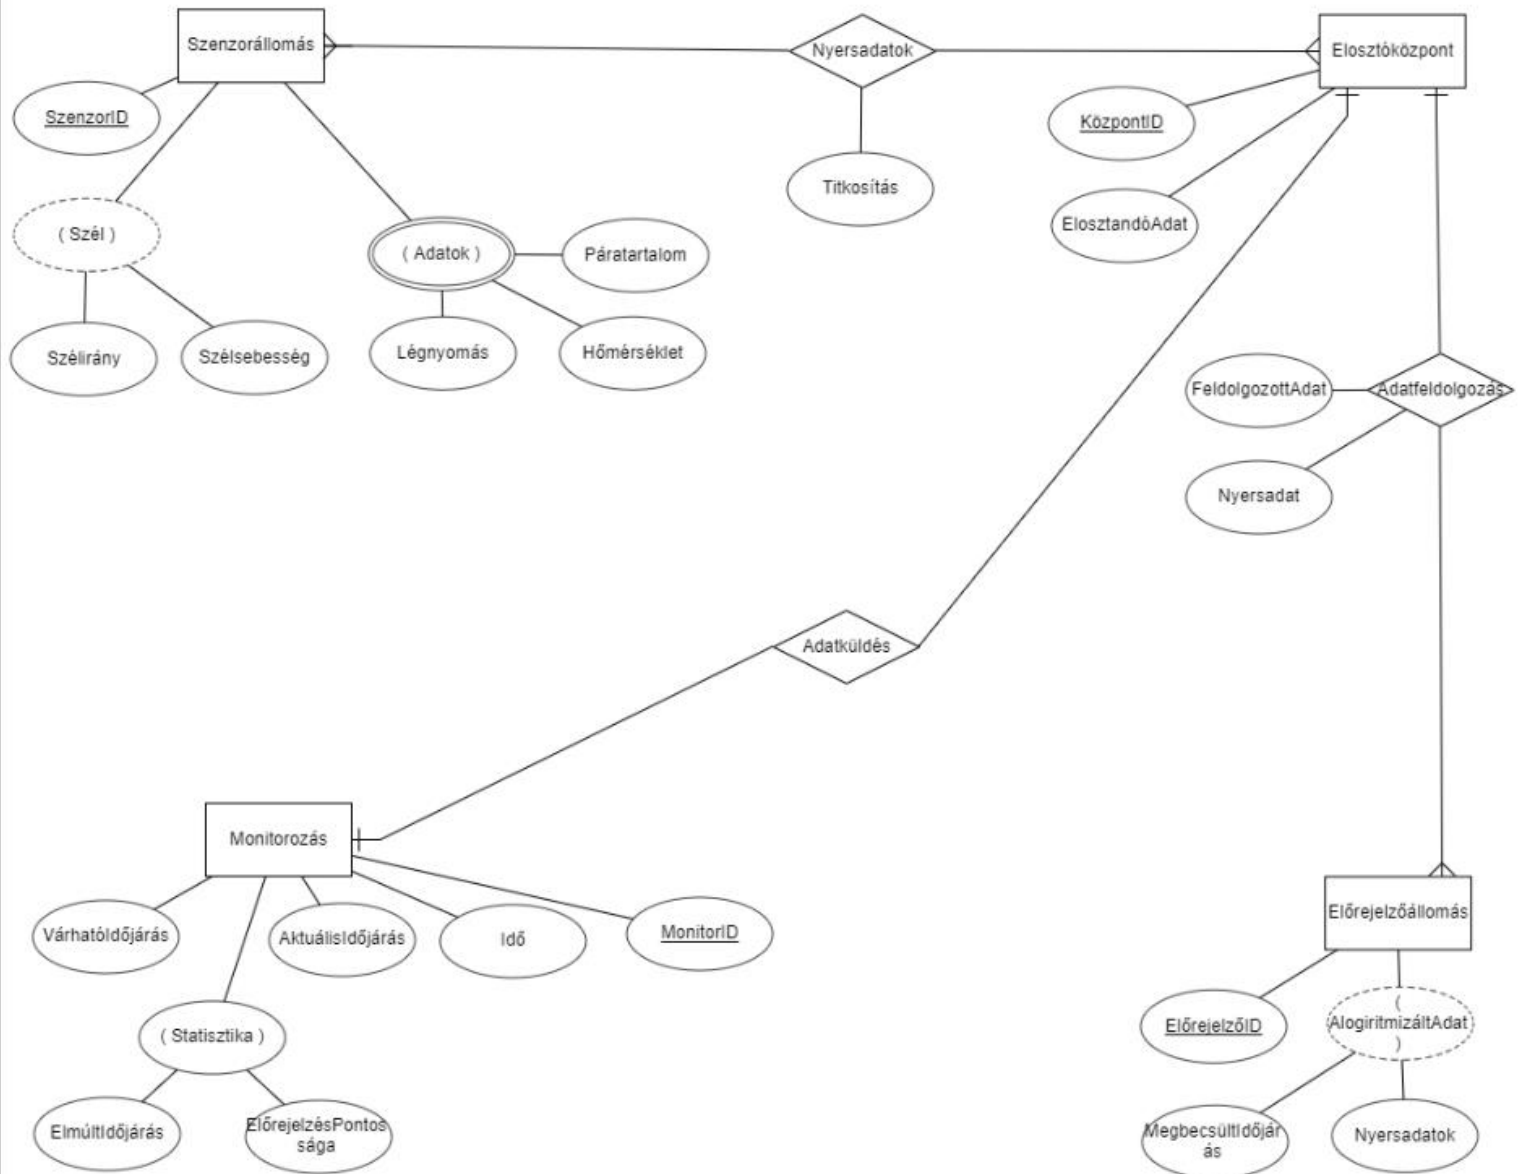 Szenzorállomás
Nyersadatok
Elosztóközpont
SzenzorID
KözpontID
Titkosítás
ElosztandóAdat
( Szél )
( Adatok )
Páratartalom
Szélirány
Szélsebesség
Légnyomás
Hőmérséklet
FeldolgozottAdat
Adatfeldolgozás
Nyersadat
Adatküldés
Monitorozás
Előrejelzőállomás
VárhatóIdőjárás
AktuálisIdőjárás
Idő
MonitorID
( Statisztika )
ElőrejelzőID
(
AlogiritmizáltAdat
)
ElmúltIdőjárás
ElőrejelzésPontos
sága
MegbecsültIdőjár
ás
Nyersadatok